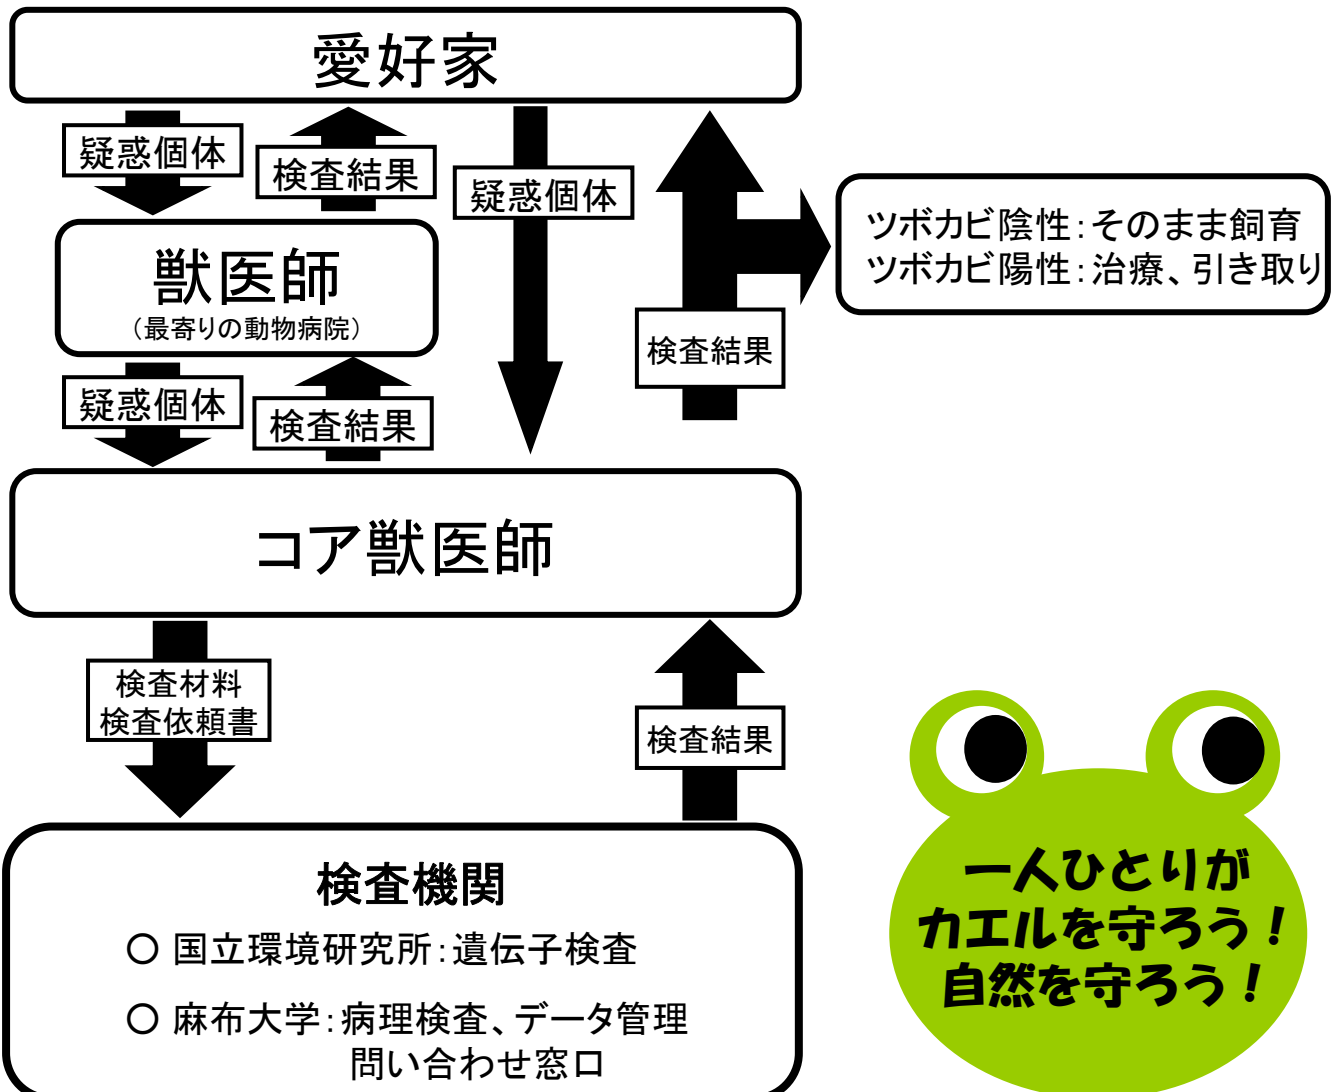 愛好家
疑惑個体
検査結果
疑惑個体
獣医師
（最寄りの動物病院）
ツボカビ陰性：そのまま飼育
ツボカビ陽性：治療、引き取り
検査結果
疑惑個体
検査結果
コア獣医師
検査材料
検査依頼書
検査結果
検査機関
○ 国立環境研究所：遺伝子検査
○ 麻布大学：病理検査、データ管理
問い合わせ窓口
一人ひとりが
カエルを守ろう！
自然を守ろう！